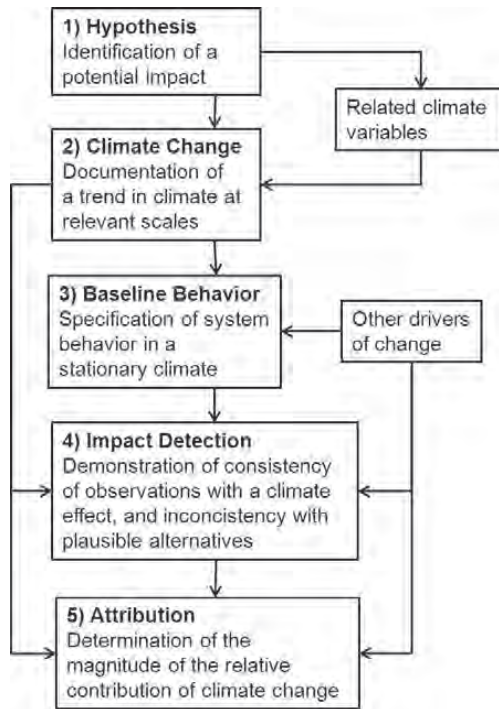 1) Hypothesis
Identification of a
potential impact
Related climate
variables
2) Climate Change
Documentation of
a trend in climate at
relevant scales
3) Baseline Behavior
Specification of system
behavior in a
stationary climate
Other drivers
of change
4) Impact Detection
Demonstration of consistency
of observations with a climate
effect, and inconcistency with
plausible alternatives
5) Attribution
Determination of the
magnitude of the relative
contribution of climate change